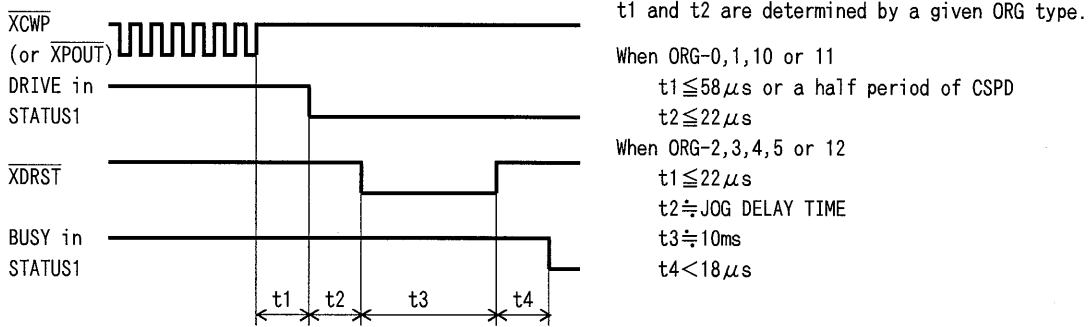 XCWP
(or XPOUT)
DRIVE in
STATUS1
XDRST
BUSY in
STATUS1
t1 t2 t3 t4
t1 and t2 are determined by a given ORG type.
When ORG-0,1,10 or 11
t1≦58μs or a half period of CSPD
t2≦22μs
When ORG-2,3,4,5 or 12
t1≦22μs
t2≒JOG DELAY TIME
t3≒10ms
t4<18μs